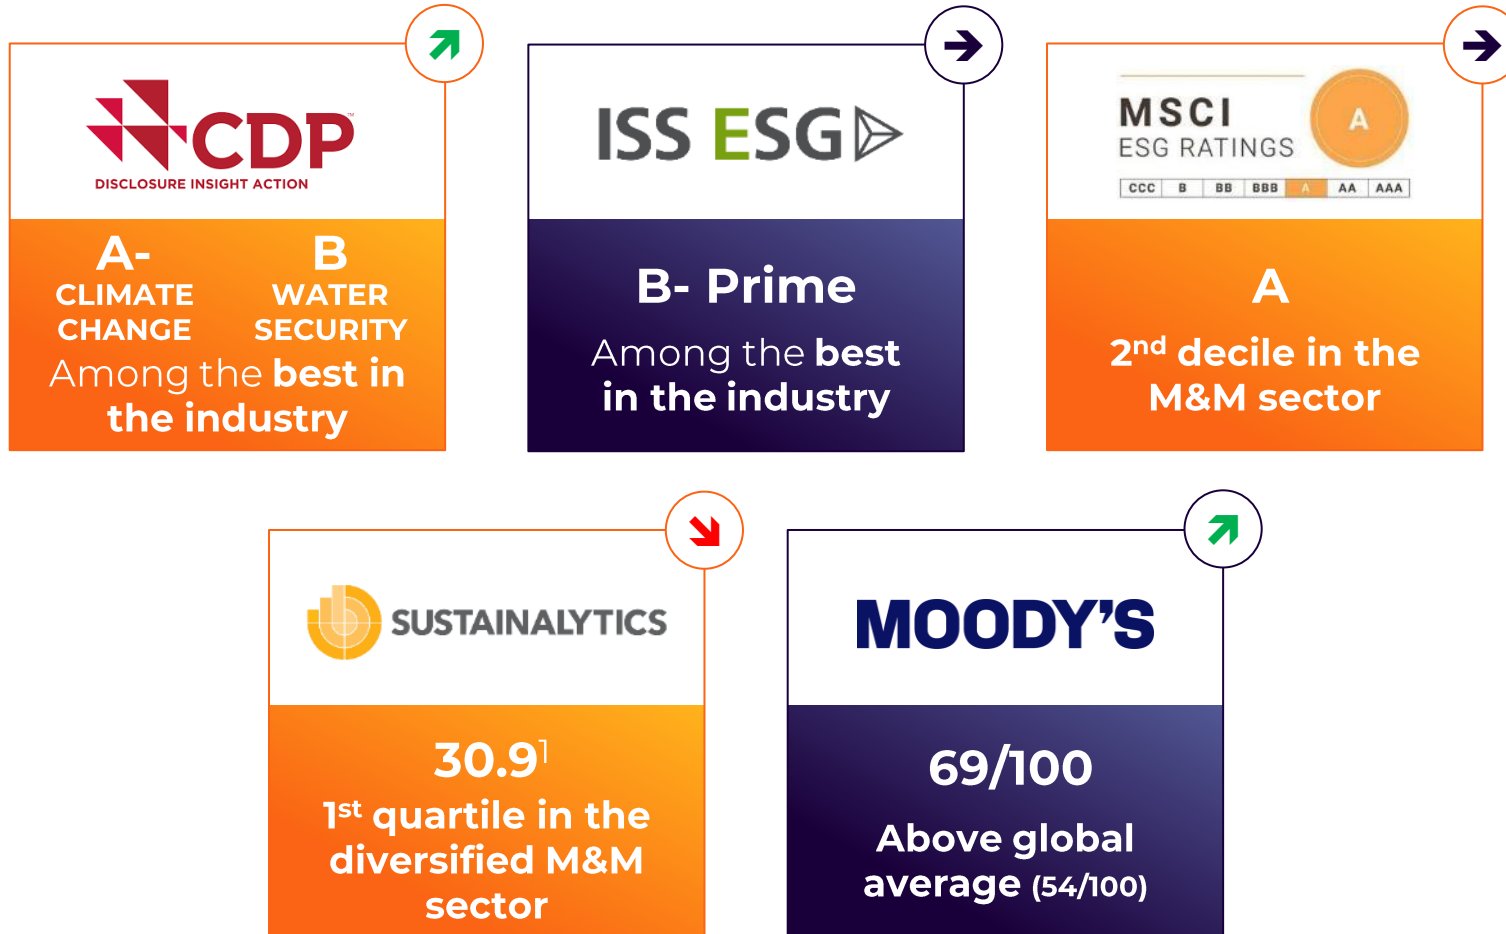 CDP™
DISCLOSURE INSIGHT ACTION
A-
CLIMATE
CHANGE
B
WATER
SECURITY
Among the best in
the industry
ISS ESG
B- Prime
Among the best
in the industry
MSCI
ESG RATINGS
A
CCC B BB BBB A AA AAA
A
2nd decile in the
M&M sector
SUSTAINALYTICS
30.91
1st quartile in the
diversified M&M
sector
MOODY'S
69/100
Above global
average (54/100)